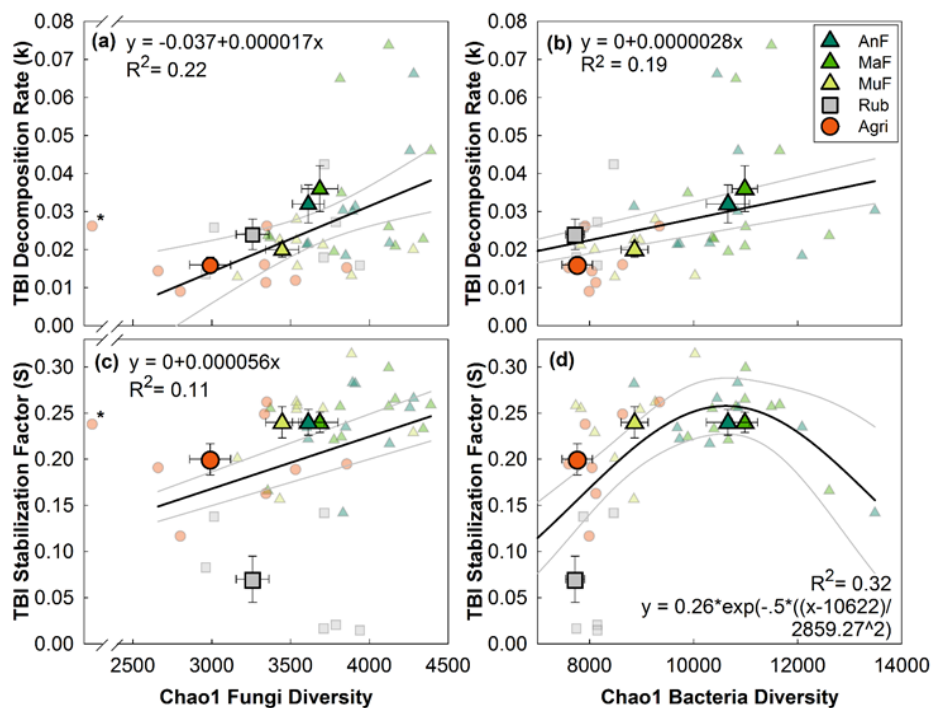 (a) y = -0.037+0.000017x
R2= 0.22
TBI Decomposition Rate (k)
0.08
0.07
0.06
0.05
0.04
0.03
0.02
0.01
0.00
*
(b) y = 0+0.0000028x
R2 = 0.19
TBI Decomposition Rate (k)
0.08
0.07
0.06
0.05
0.04
0.03
0.02
0.01
0.00
AnF
MaF
MuF
Rub
Agri
(c) y = 0+0.000056x
R2= 0.11
TBI Stabilization Factor (S)
0.30
0.25
0.20
0.15
0.10
0.05
0.00
*
2500 3000 3500 4000 4500
Chao1 Fungi Diversity
(d)
TBI Stabilization Factor (S)
0.30
0.25
0.20
0.15
0.10
0.05
0.00
R2= 0.32
y = 0.26*exp(-.5*((x-10622)/
2859.27^2)
8000 10000 12000 14000
Chao1 Bacteria Diversity